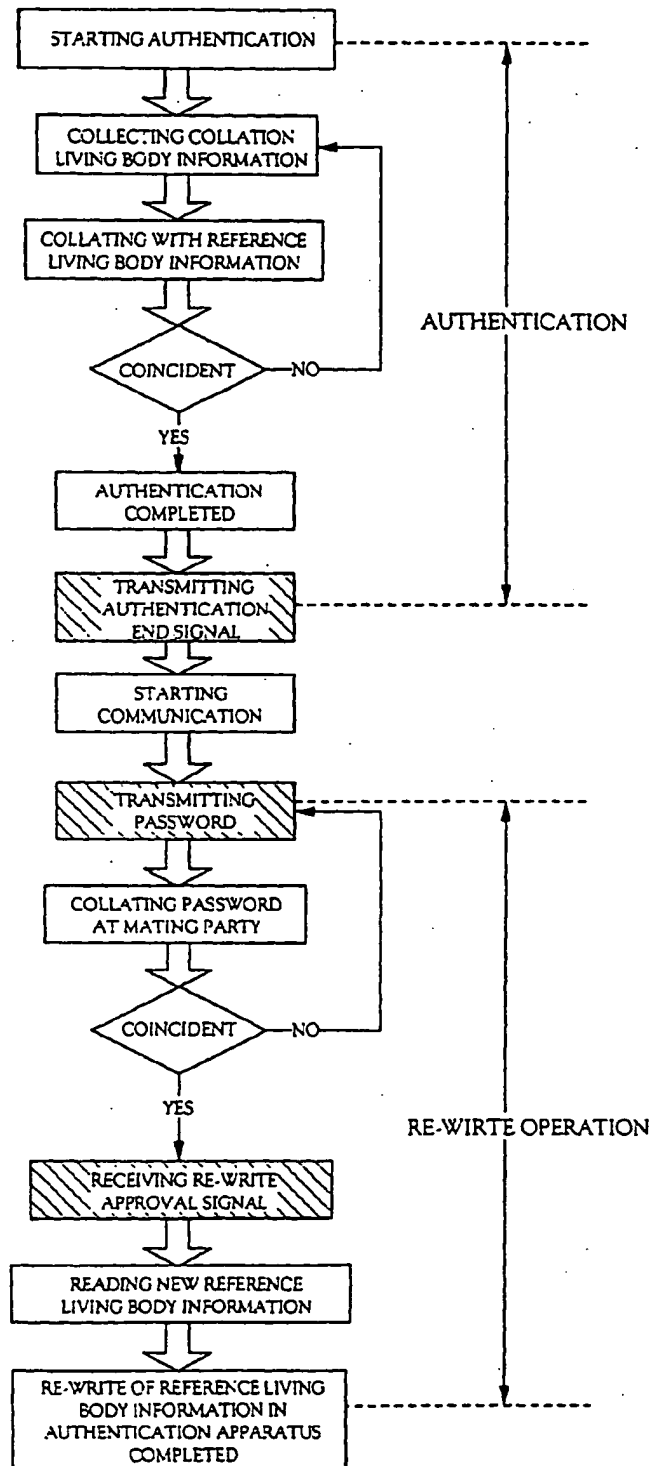 STARTING AUTHENTICATION
COLLECTING COLLATION
LIVING BODY INFORMATION
COLLATING WITH REFERENCE
LIVING BODY INFORMATION
AUTHENTICATION
COINCIDENT
NO
YES
AUTHENTICATION
COMPLETED
TRANSMITTING
AUTHENTICATION
END SIGNAL
STARTING
COMMUNICATION
TRANSMITTING
PASSWORD
COLLATING PASSWORD
AT MATING PARTY
COINCIDENT
NO
YES
RE-WIRTE OPERATION
RECEIVING RE-WRITE
APPROVAL SIGNAL
READING NEW REFERENCE
LIVING BODY INFORMATION
RE-WRITE OF REFERENCE LIVING
BODY INFORMATION IN
AUTHENTICATION APPARATUS
COMPLETED